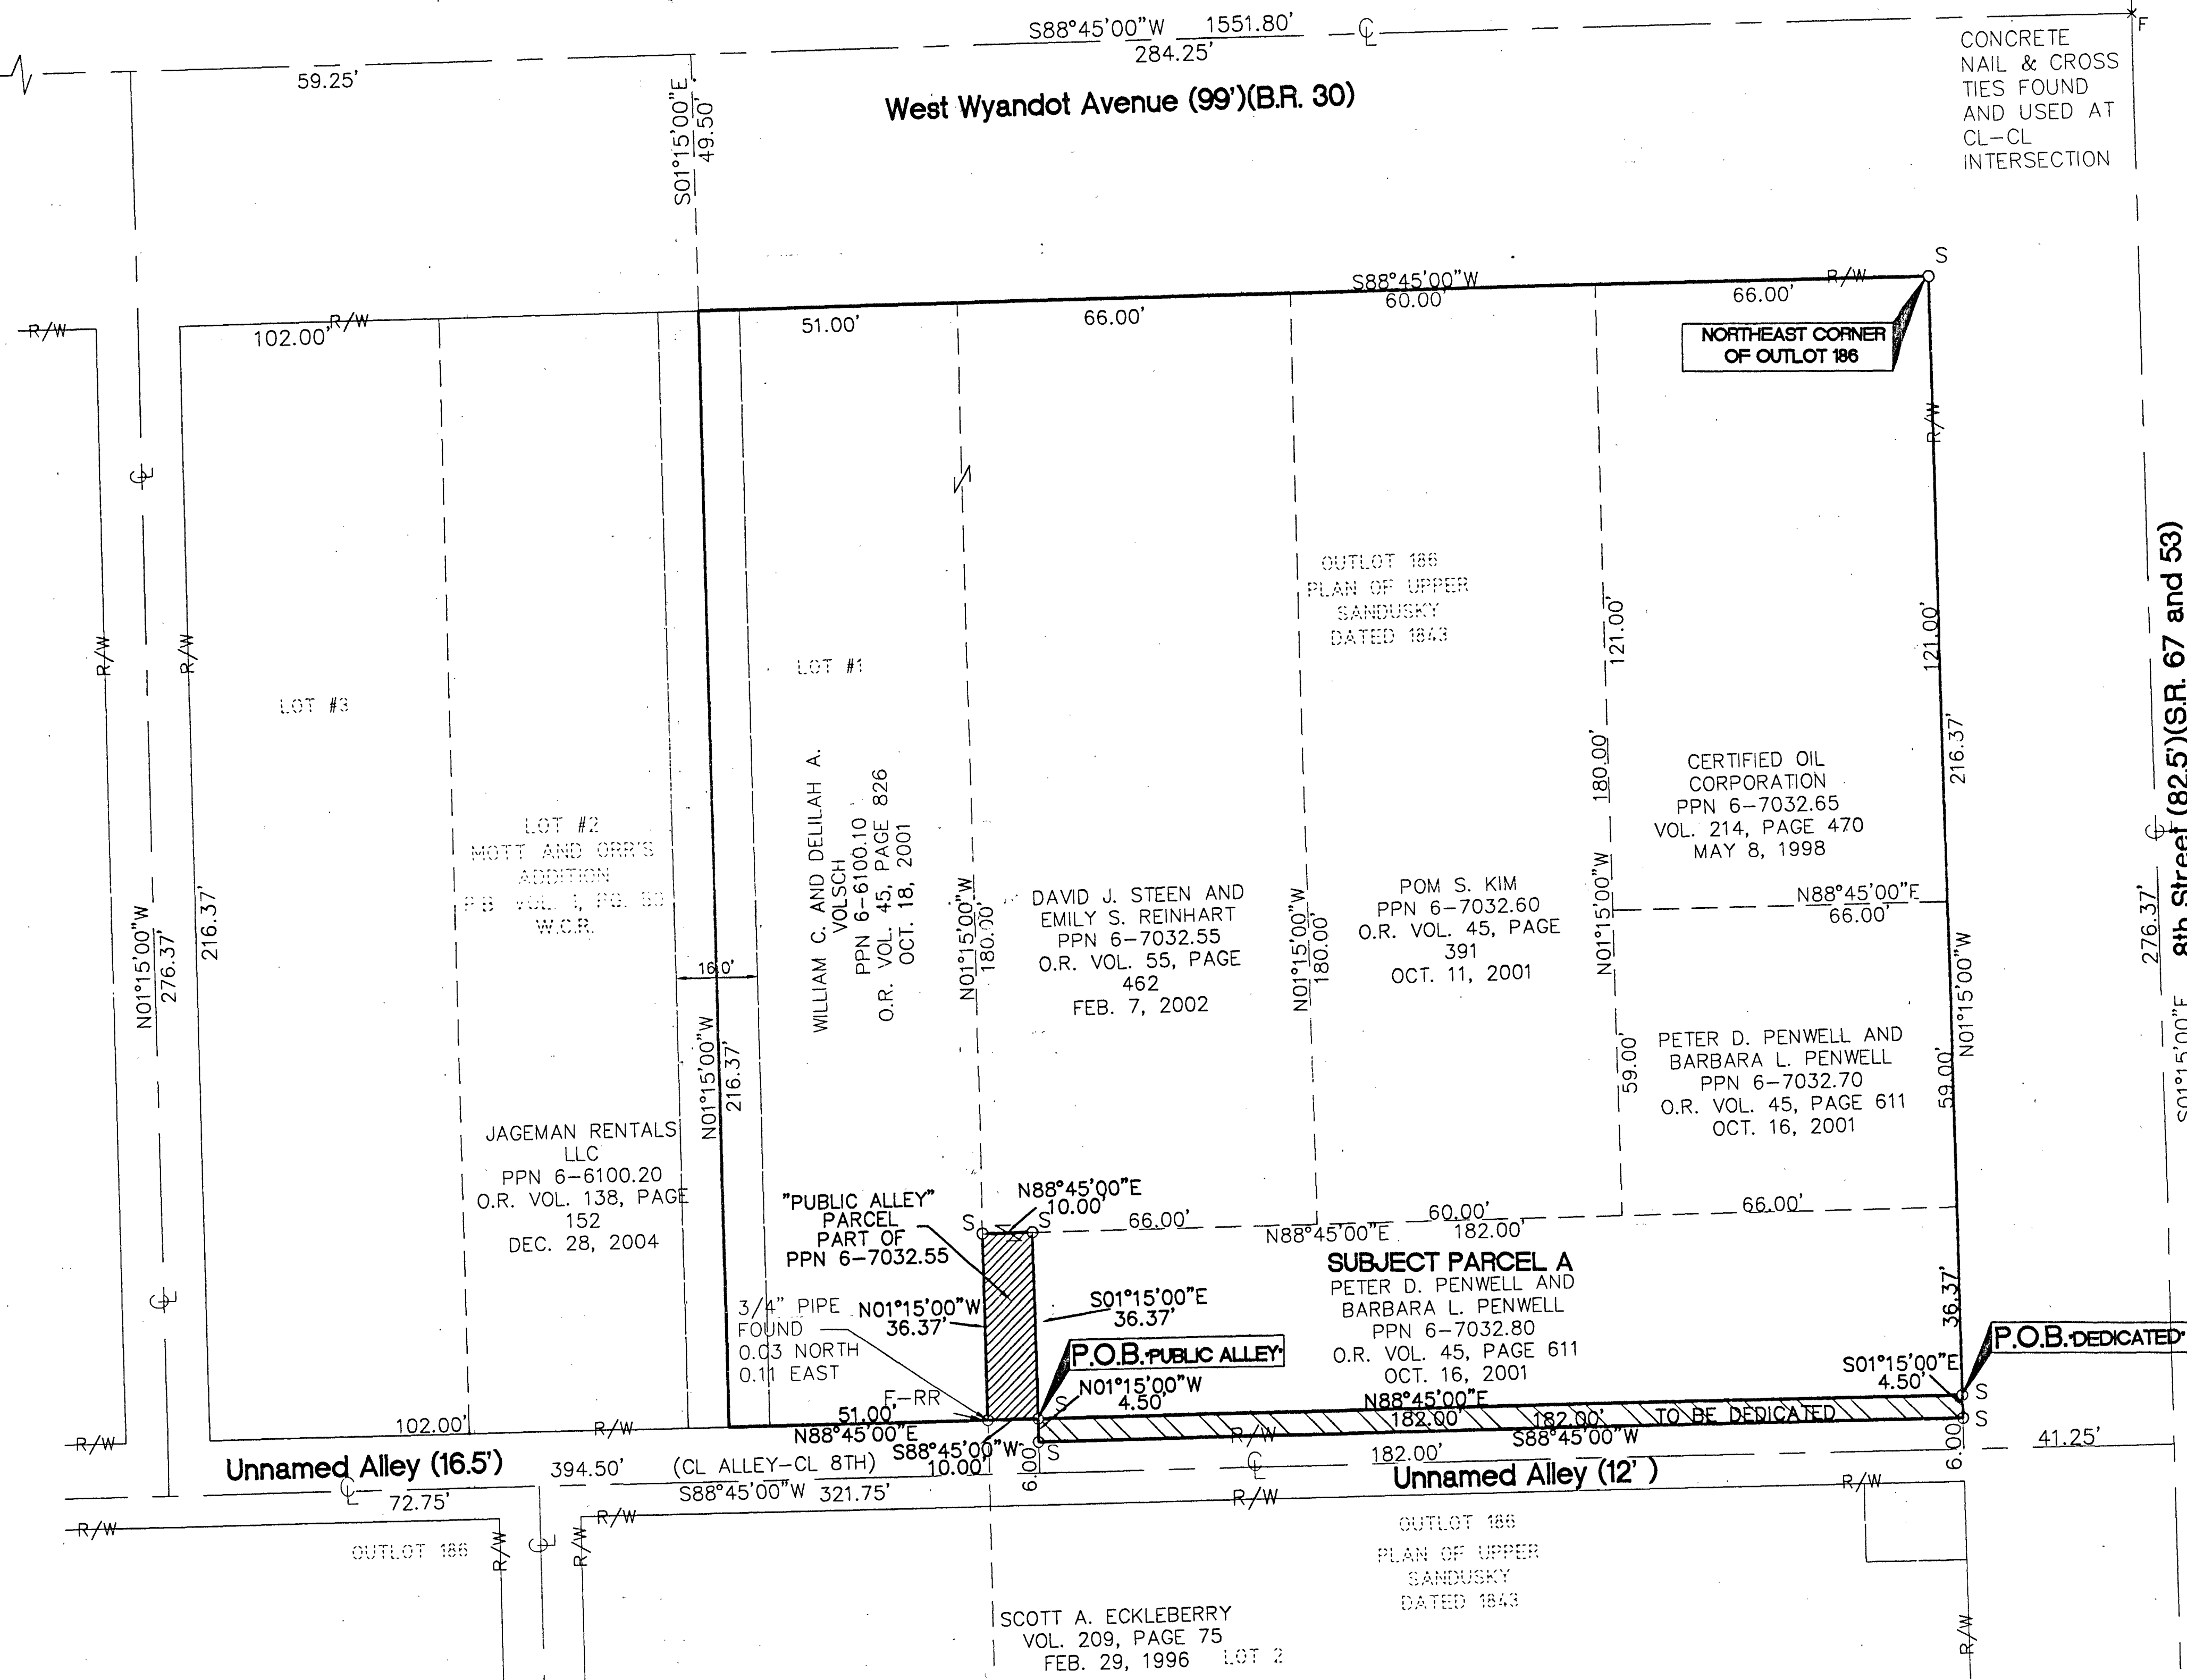 S88°45'00"W 1551.80'
℄
284.25'
59.25'
F
CONCRETE
NAIL & CROSS
TIES FOUND
AND USED AT
CL-CL
INTERSECTION
West Wyandot Avenue (99')(B.R. 30)
S01°15'00"E
49.50'
S
S88°45'00"W
R/W
60.00'
66.00'
66.00'
51.00'
R/W
102.00'
R/W
NORTHEAST CORNER
OF OUTLOT 186
R/W
℄
OUTLOT 186
PLAN OF UPPER
SANDUSKY
DATED 1843
121.00'
121.00'
R/W
R/W
LOT #1
LOT #3
8th Street (82.5')(S.R. 67 and 53)
℄
276.37'
S01°15'00"E
216.37'
N01°15'00"W
CERTIFIED OIL
CORPORATION
PPN 6-7032.65
VOL. 214, PAGE 470
MAY 8, 1998
180.00'
N01°15'00"W
N88°45'00"E
66.00'
LOT #2
MOTT AND ORR'S
ADDITION
P.B. VOL. 1, PG.
W.C.R.
WILLIAM C. AND DELILAH A.
VOLSCH
PPN 6-6100.10
O.R. VOL. 45, PAGE 826
OCT. 18, 2001
N01°15'00"W
180.00'
DAVID J. STEEN AND
EMILY S. REINHART
PPN 6-7032.55
O.R. VOL. 55, PAGE
462
FEB. 7, 2002
N01°15'00"W
180.00'
POM S. KIM
PPN 6-7032.60
O.R. VOL. 45, PAGE
391
OCT. 11, 2001
N01°15'00"W
276.37'
216.37'
16.0'
N01°15'00"W
216.37'
59.00'
PETER D. PENWELL AND
BARBARA L. PENWELL
PPN 6-7032.70
O.R. VOL. 45, PAGE 611
OCT. 16, 2001
59.00'
JAGEMAN RENTALS
LLC
PPN 6-6100.20
O.R. VOL. 138, PAGE
152
DEC. 28, 2004
"PUBLIC ALLEY"
PARCEL
PART OF
PPN 6-7032.55
N88°45'00"E
10.00'
S
S
66.00'
60.00'
66.00'
N88°45'00"E
182.00'
SUBJECT PARCEL A
PETER D. PENWELL AND
BARBARA L. PENWELL
PPN 6-7032.80
O.R. VOL. 45, PAGE 611
OCT. 16, 2001
36.37'
℄
3/4" PIPE
FOUND
0.03 NORTH
0.11 EAST
N01°15'00"W
36.37'
S01°15'00"E
36.37'
P.O.B. "PUBLIC ALLEY"
P.O.B. "DEDICATED"
N01°15'00"W
4.50'
S01°15'00"E
4.50'
S
S
S
S
F-RR
51.00'
N88°45'00"E
N88°45'00"E
182.00'
182.00'
TO BE DEDICATED
S88°45'00"W
102.00'
R/W
R/W
S88°45'00"W
10.00'
6.00'
R/W
182.00'
6.00'
41.25'
Unnamed Alley (16.5')
394.50'
(CL ALLEY-CL 8TH)
℄
Unnamed Alley (12' )
℄
72.75'
S88°45'00"W 321.75'
R/W
R/W
R/W
R/W
OUTLOT 186
R/W
℄
R/W
OUTLOT 186
PLAN OF UPPER
SANDUSKY
DATED 1843
SCOTT A. ECKLEBERRY
VOL. 209, PAGE 75
FEB. 29, 1996
LOT 2
R/W